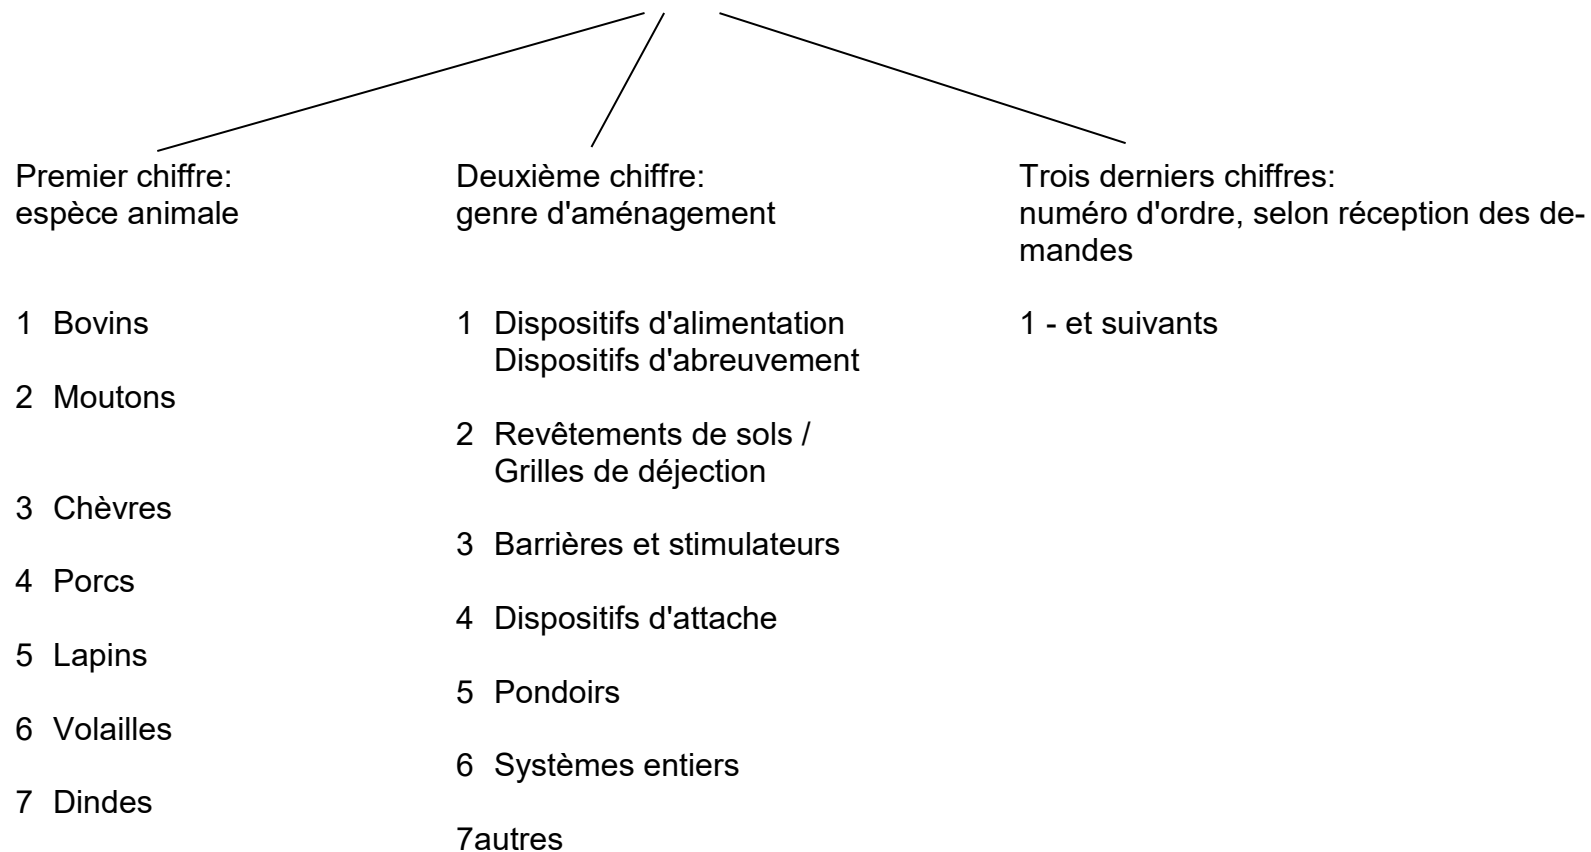 Premier chiffre:
espèce animale
1 Bovins
2 Moutons
3 Chèvres
4 Porcs
5 Lapins
6 Volailles
7 Dindes
Deuxième chiffre:
genre d'aménagement
1 Dispositifs d'alimentation
Dispositifs d'abreuvement
2 Revêtements de sols /
Grilles de déjection
3 Barrières et stimulateurs
4 Dispositifs d'attache
5 Pondoirs
6 Systèmes entiers
7autres
Trois derniers chiffres:
numéro d'ordre, selon réception des de-
mandes
1 - et suivants